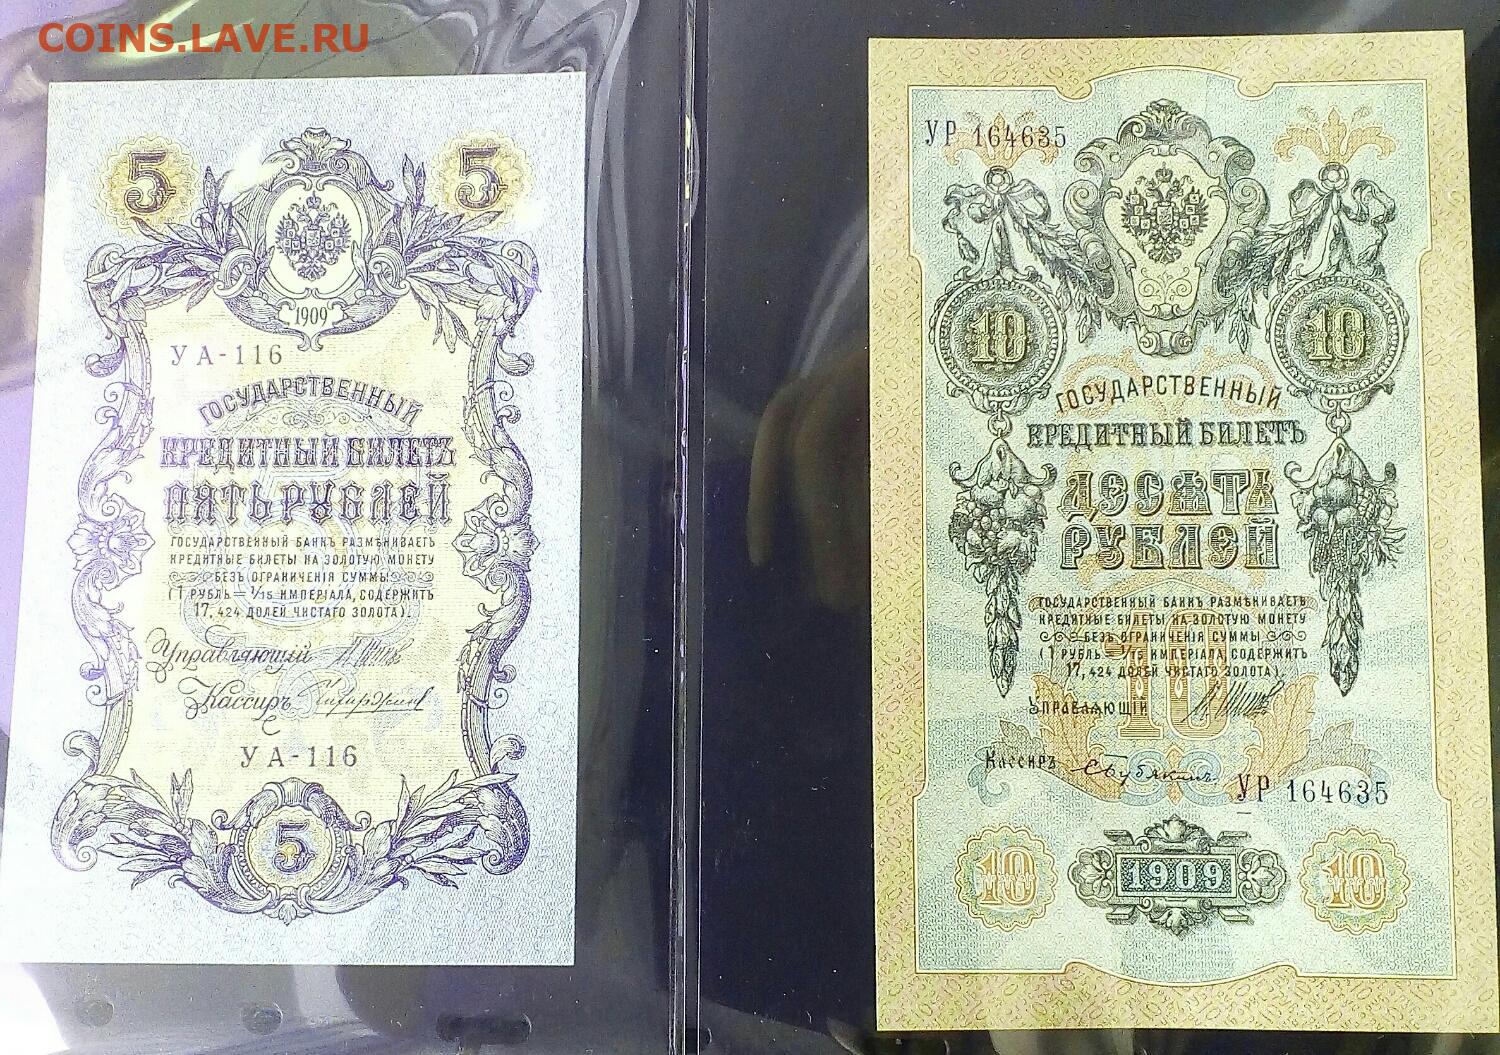 COINS.LAVE.RU
5 5
1909
УА-116
ГОСУДАРСТВЕННЫЙ
КРЕДИТНЫЙ БИЛЕТЪ
ПЯТЬ РУБЛЕЙ
ГОСУДАРСТВЕННЫЙ БАНКЪ РАЗМѢНИВАЕТЪ
КРЕДИТНЫЕ БИЛЕТЫ НА ЗОЛОТУЮ МОНЕТУ
БЕЗЪ ОГРАНИЧЕНІЯ СУММЫ
(1 РУБЛЬ = 1/15 ИМПЕРІАЛА, СОДЕРЖИТЪ
17,424 ДОЛЕЙ ЧИСТАГО ЗОЛОТА).
Управляющій
Кассиръ
УА-116
5
УР 164635
10 10
ГОСУДАРСТВЕННЫЙ
КРЕДИТНЫЙ БИЛЕТЪ
ДЕСЯТЬ
РУБЛЕЙ
ГОСУДАРСТВЕННЫЙ БАНКЪ РАЗМѢНИВАЕТЪ
КРЕДИТНЫЕ БИЛЕТЫ НА ЗОЛОТУЮ МОНЕТУ
БЕЗЪ ОГРАНИЧЕНІЯ СУММЫ
(1 РУБЛЬ = 1/15 ИМПЕРІАЛА, СОДЕРЖИТЪ
17,424 ДОЛЕЙ ЧИСТАГО ЗОЛОТА).
10
Управляющій
Кассиръ
УР 164635
10 1909 10